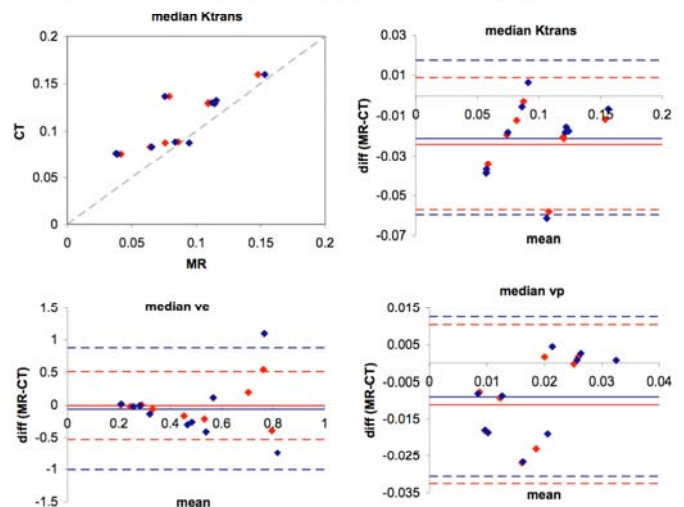 median Ktrans
0.2
0.15
0.1
0.05
0
CT
0 0.05 0.1 0.15 0.2
MR
median Ktrans
0.03
0.01
-0.01
-0.03
-0.05
-0.07
diff (MR-CT)
0 0.05 0.1 0.15 0.2
mean
median ve
1.5
1
0.5
0
-0.5
-1
-1.5
diff (MR-CT)
0 0.2 0.4 0.6 0.8 1
mean
median vp
0.015
0.005
-0.005
-0.015
-0.025
-0.035
diff (MR-CT)
0 0.01 0.02 0.03 0.04
mean